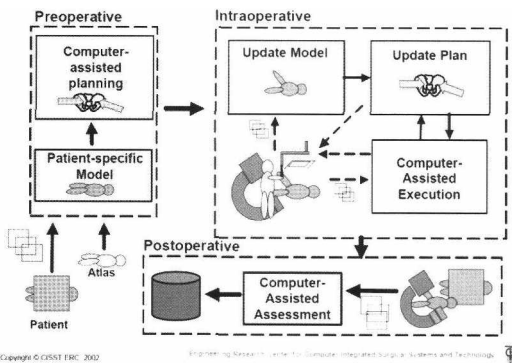 Preoperative
Computer-
assisted
planning
Patient-specific
Model
Atlas
Patient
Intraoperative
Update Model
Update Plan
Computer-
Assisted
Execution
Postoperative
Computer-
Assisted
Assessment
Copyright © CISST ERC, 2002
Engineering Research Center for Computer Integrated Surgical Systems and Technology